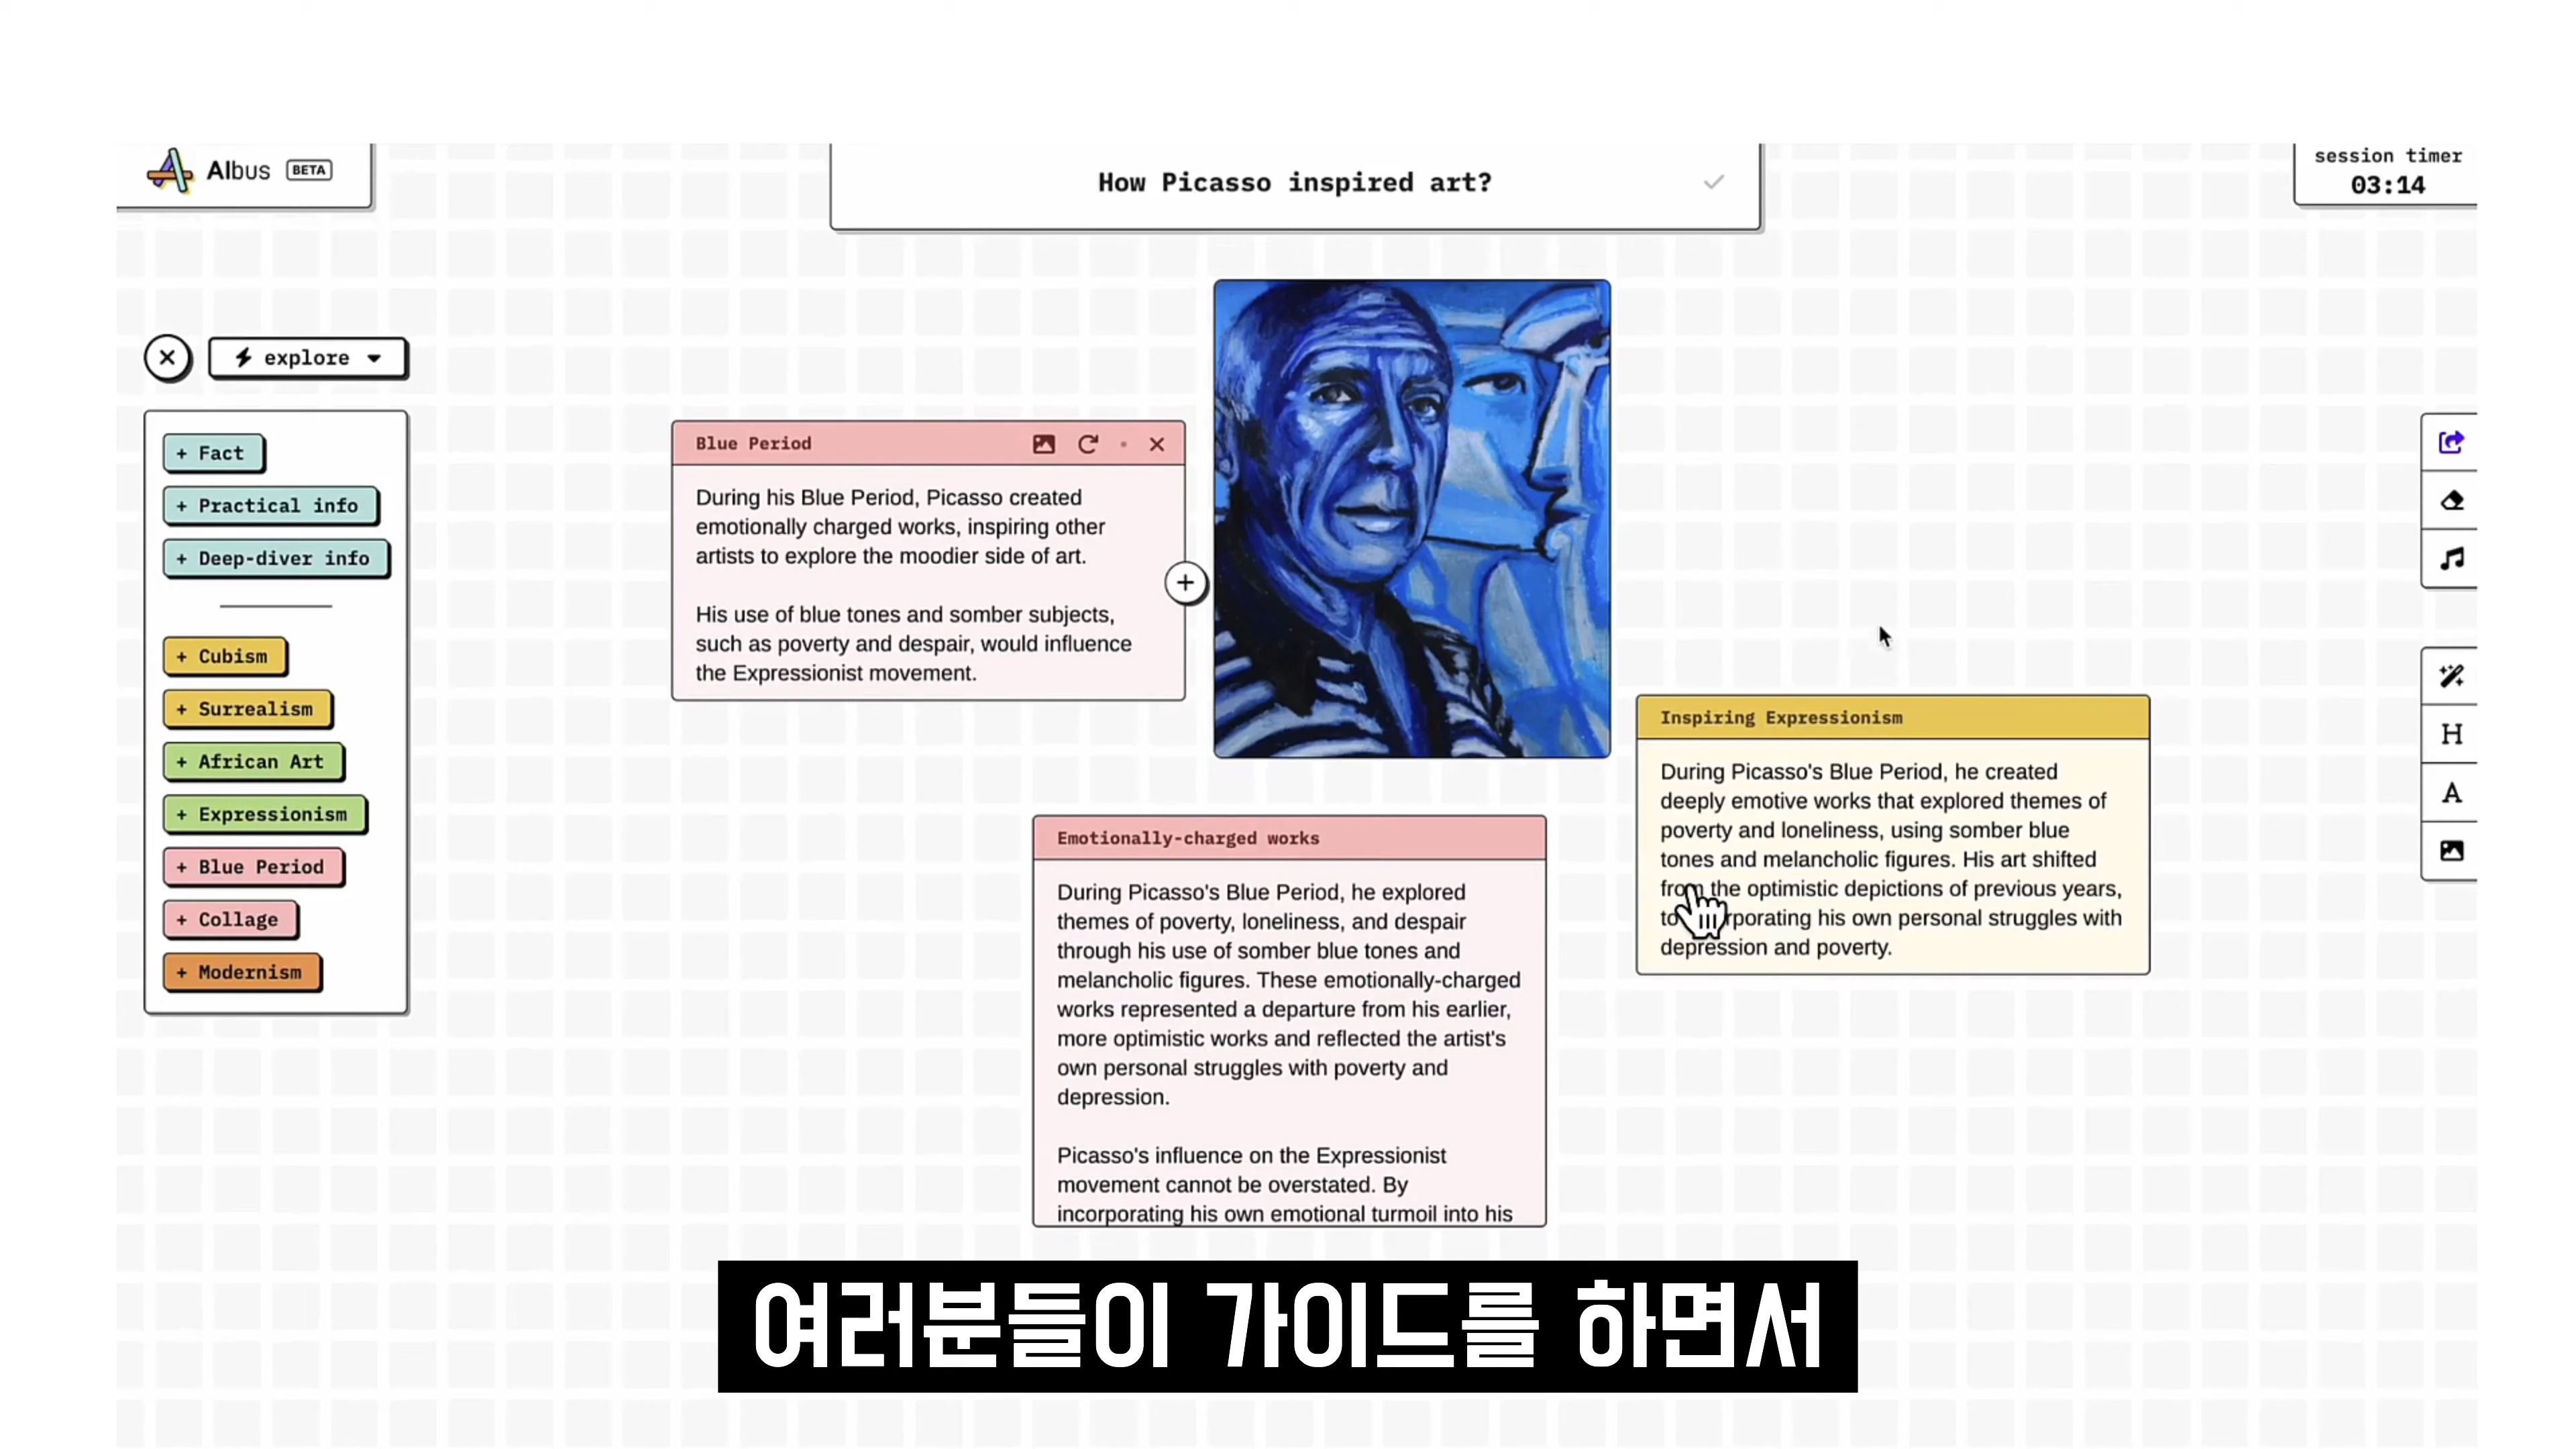 AIbus BETA
How Picasso inspired art?
session timer
03:14
explore
+ Fact
+ Practical info
+ Deep-diver info
+ Cubism
+ Surrealism
+ African Art
+ Expressionism
+ Blue Period
+ Collage
+ Modernism
Blue Period
During his Blue Period, Picasso created
emotionally charged works, inspiring other
artists to explore the moodier side of art.
His use of blue tones and somber subjects,
such as poverty and despair, would influence
the Expressionist movement.
Emotionally-charged works
During Picasso's Blue Period, he explored
themes of poverty, loneliness, and despair
through his use of somber blue tones and
melancholic figures. These emotionally-charged
works represented a departure from his earlier,
more optimistic works and reflected the artist's
own personal struggles with poverty and
depression.
Picasso's influence on the Expressionist
movement cannot be overstated. By
incorporating his own emotional turmoil into his
Inspiring Expressionism
During Picasso's Blue Period, he created
deeply emotive works that explored themes of
poverty and loneliness, using somber blue
tones and melancholic figures. His art shifted
from the optimistic depictions of previous years,
his own personal struggles with
depression and poverty.
H
A
여러분들이 가이드를 하면서